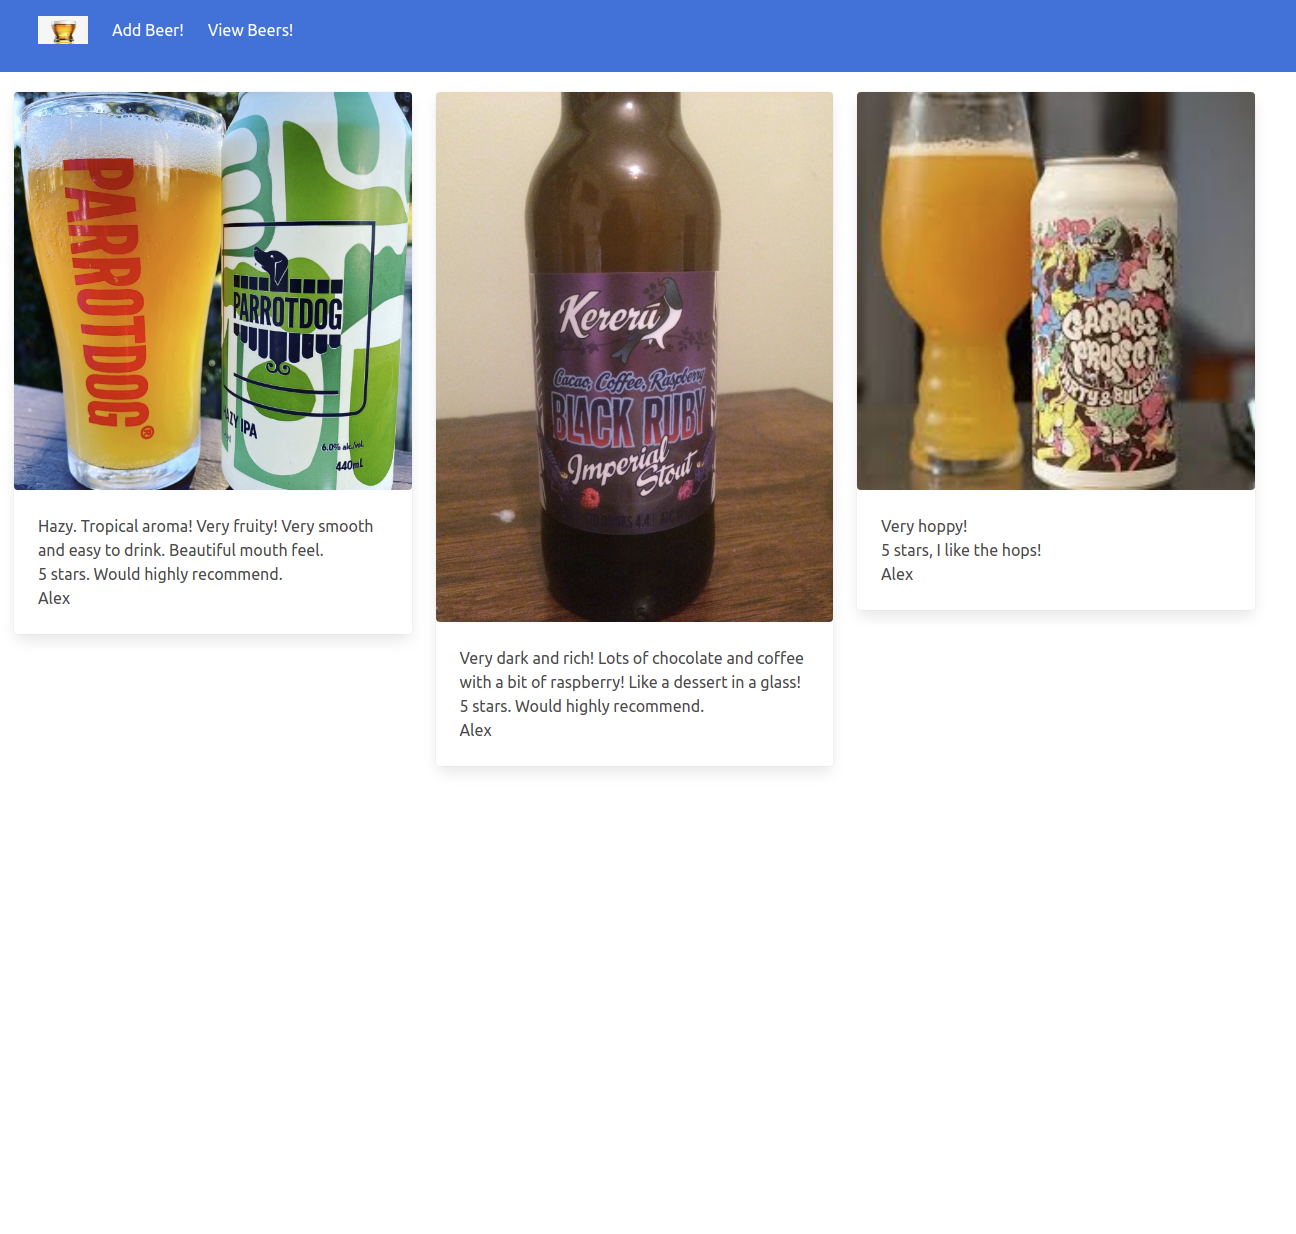 Add Beer! View Beers!
PARROTDOG®
PARROTDOG
AZY IPA
6.0% alc./vol.
440mL
Hazy. Tropical aroma! Very fruity! Very smooth
and easy to drink. Beautiful mouth feel.
5 stars. Would highly recommend.
Alex
Kererū
Cacao, Coffee, Raspberry
BLACK RUBY
Imperial
Stout
Very dark and rich! Lots of chocolate and coffee
with a bit of raspberry! Like a dessert in a glass!
5 stars. Would highly recommend.
Alex
GARAGE
PROJECT
Very hoppy!
5 stars, I like the hops!
Alex